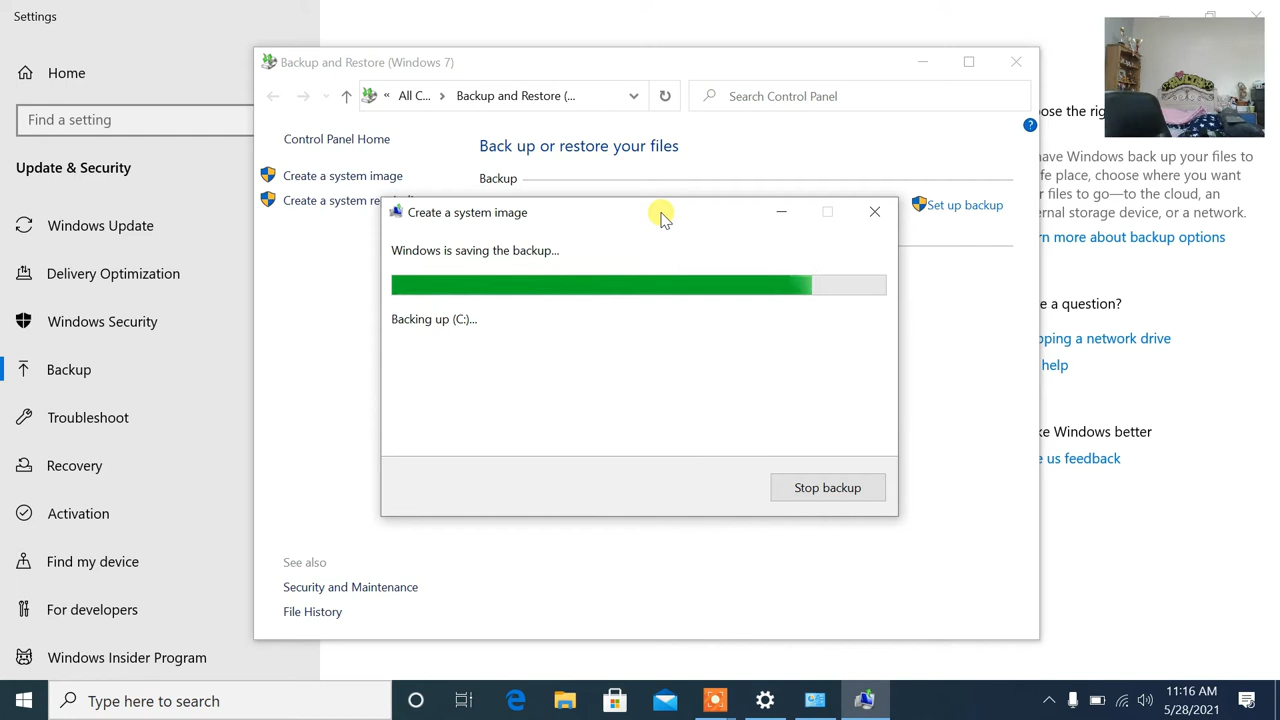 Settings
Home
Find a setting
Update & Security
Windows Update
Delivery Optimization
Windows Security
Backup
Troubleshoot
Recovery
Activation
Find my device
For developers
Windows Insider Program
Backup and Restore (Windows 7)
« All C... > Backup and Restore (...
Search Control Panel
Control Panel Home
Create a system image
Create a system re
Back up or restore your files
Backup
Set up backup
Create a system image
Windows is saving the backup...
Backing up (C:)...
Stop backup
See also
Security and Maintenance
File History
ose the rig
have Windows back up your files to
fe place, choose where you want
r files to go—to the cloud, an
rnal storage device, or a network.
rn more about backup options
e a question?
pping a network drive
help
ke Windows better
e us feedback
Type here to search
11:16 AM
5/28/2021